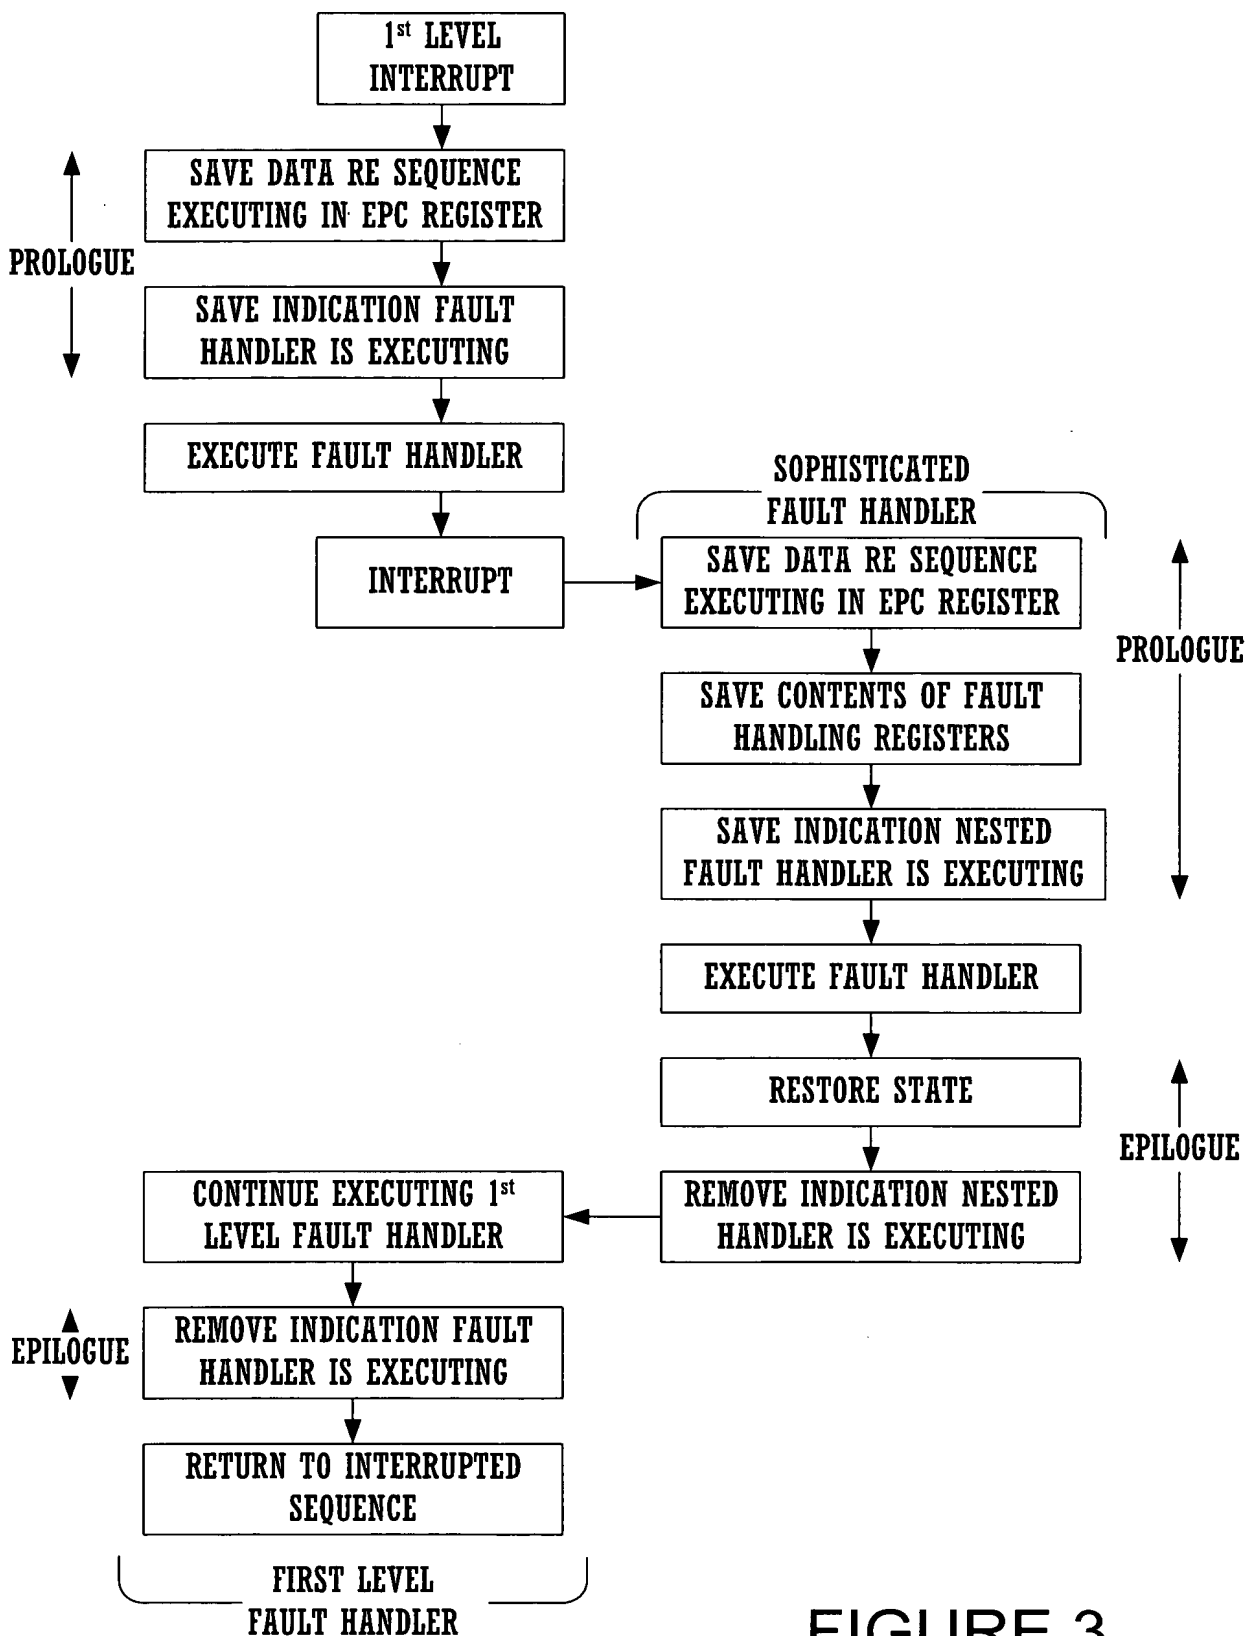 1st LEVEL
INTERRUPT
SAVE DATA RE SEQUENCE
EXECUTING IN EPC REGISTER
PROLOGUE
SAVE INDICATION FAULT
HANDLER IS EXECUTING
EXECUTE FAULT HANDLER
INTERRUPT
SOPHISTICATED
FAULT HANDLER
SAVE DATA RE SEQUENCE
EXECUTING IN EPC REGISTER
PROLOGUE
SAVE CONTENTS OF FAULT
HANDLING REGISTERS
SAVE INDICATION NESTED
FAULT HANDLER IS EXECUTING
EXECUTE FAULT HANDLER
RESTORE STATE
EPILOGUE
REMOVE INDICATION NESTED
HANDLER IS EXECUTING
CONTINUE EXECUTING 1st
LEVEL FAULT HANDLER
REMOVE INDICATION FAULT
HANDLER IS EXECUTING
EPILOGUE
RETURN TO INTERRUPTED
SEQUENCE
FIRST LEVEL
FAULT HANDLER
FIGURE 3